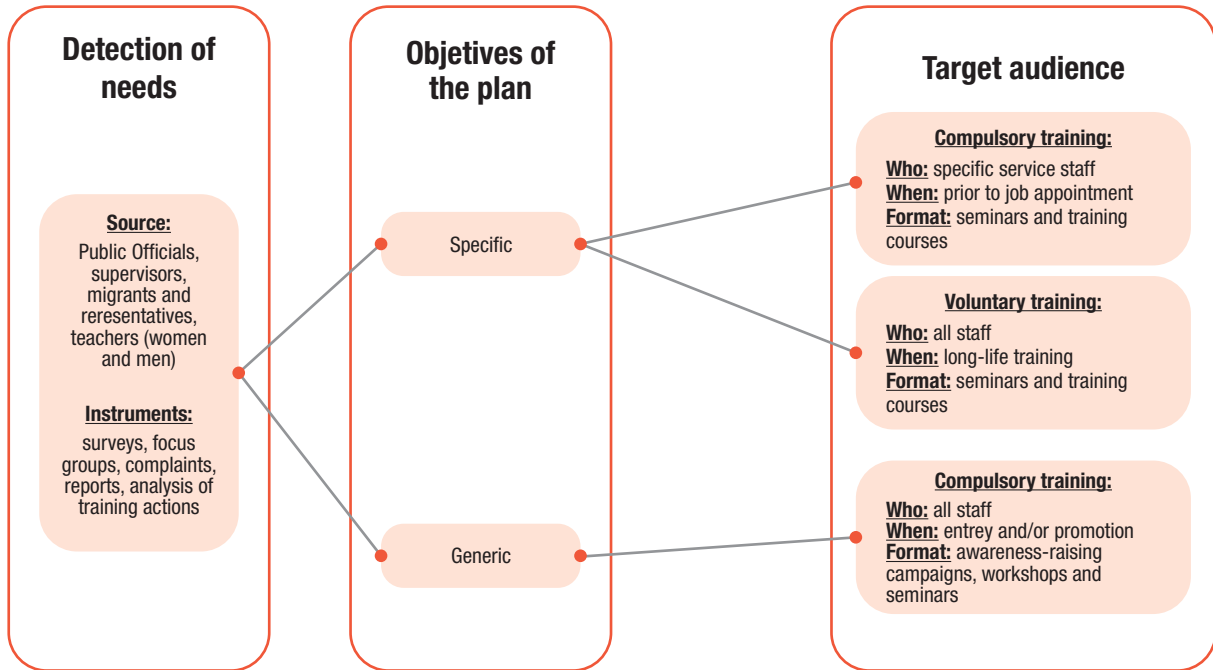 Detection of
needs
Source:
Public Officials,
supervisors,
migrants and
reresentatives,
teachers (women
and men)
Instruments:
surveys, focus
groups, complaints,
reports, analysis of
training actions
Objetives of
the plan
Specific
Generic
Target audience
Compulsory training:
Who: specific service staff
When: prior to job appointment
Format: seminars and training
courses
Voluntary training:
Who: all staff
When: long-life training
Format: seminars and training
courses
Compulsory training:
Who: all staff
When: entrey and/or promotion
Format: awareness-raising
campaigns, workshops and
seminars